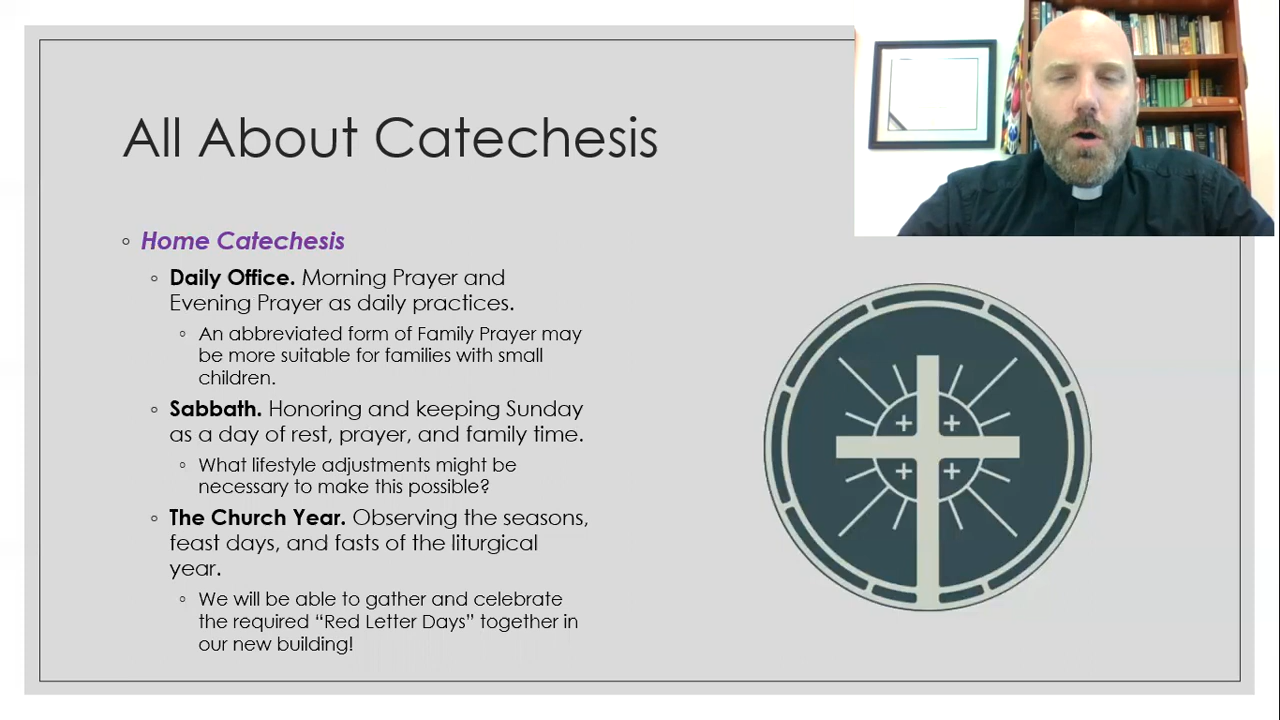 All About Catechesis
Home Catechesis
Daily Office. Morning Prayer and
Evening Prayer as daily practices.
An abbreviated form of Family Prayer may
be more suitable for families with small
children.
Sabbath. Honoring and keeping Sunday
as a day of rest, prayer, and family time.
What lifestyle adjustments might be
necessary to make this possible?
The Church Year. Observing the seasons,
feast days, and fasts of the liturgical
year.
We will be able to gather and celebrate
the required “Red Letter Days” together in
our new building!